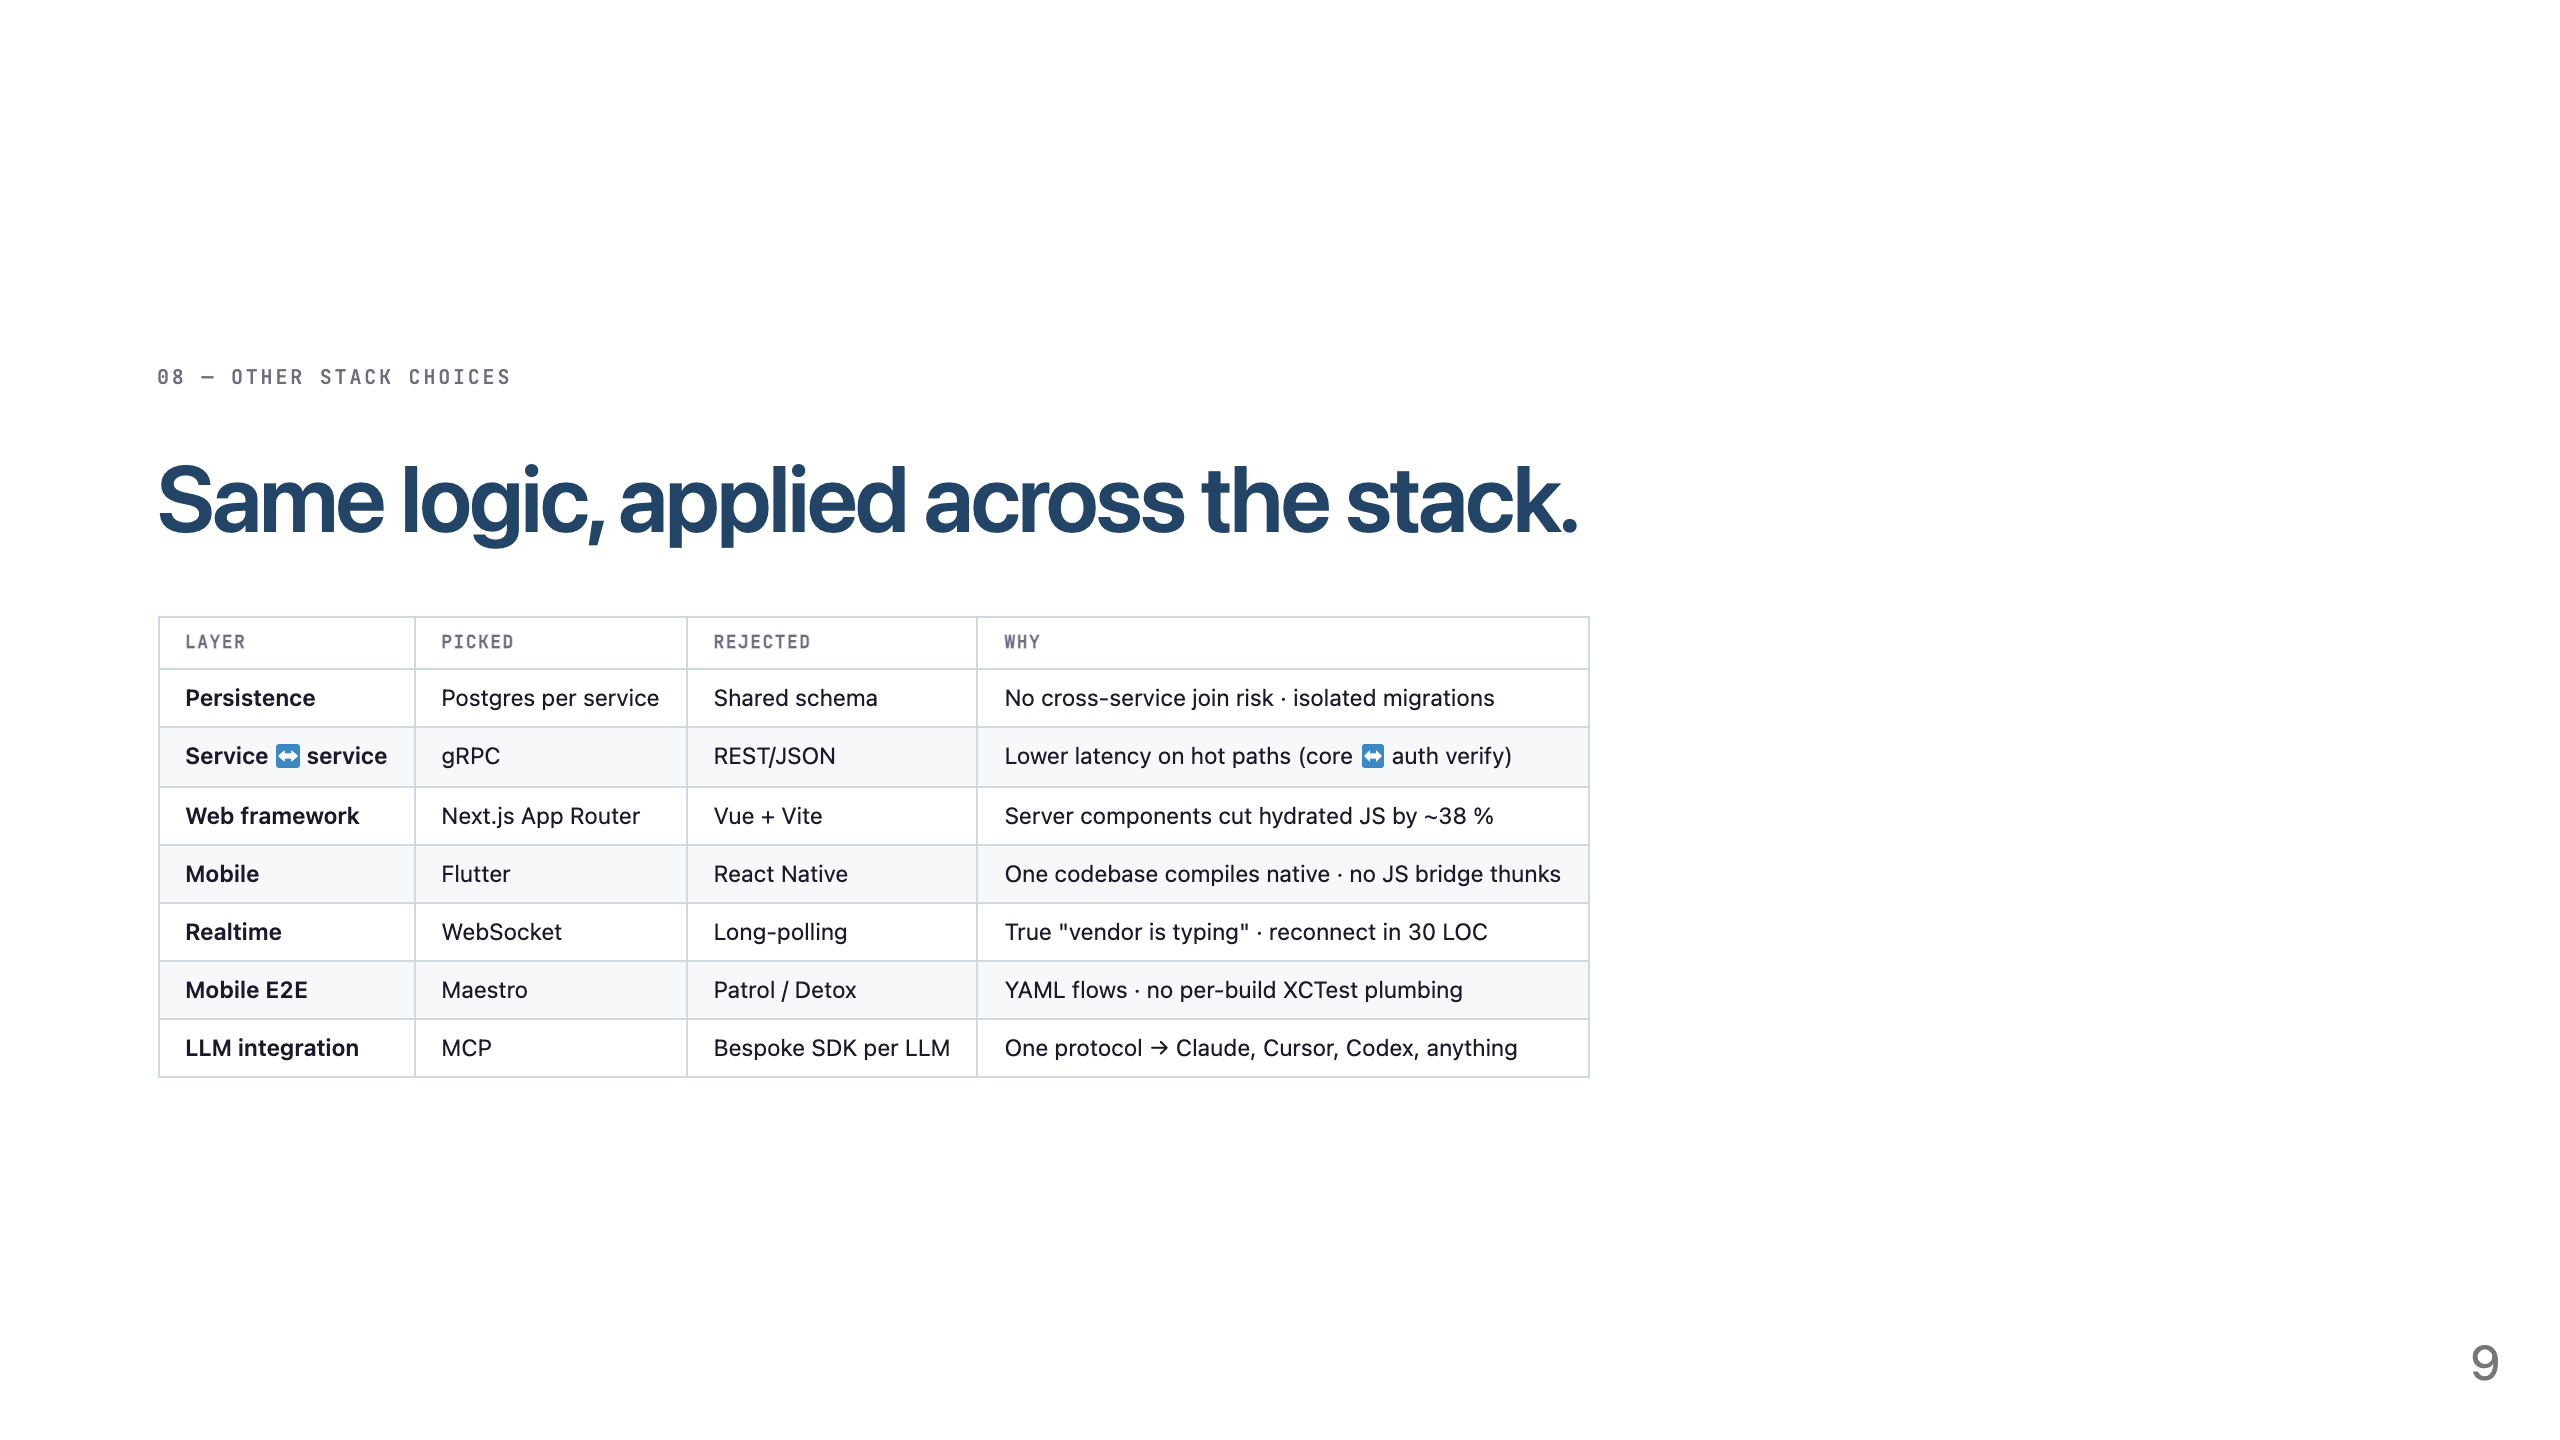 08 — OTHER STACK CHOICES
Same logic, applied across the stack.
LAYER PICKED REJECTED WHY
Persistence Postgres per service Shared schema No cross-service join risk · isolated migrations
Service ↔️ service gRPC REST/JSON Lower latency on hot paths (core ↔️ auth verify)
Web framework Next.js App Router Vue + Vite Server components cut hydrated JS by ~38 %
Mobile Flutter React Native One codebase compiles native · no JS bridge thunks
Realtime WebSocket Long-polling True "vendor is typing" · reconnect in 30 LOC
Mobile E2E Maestro Patrol / Detox YAML flows · no per-build XCTest plumbing
LLM integration MCP Bespoke SDK per LLM One protocol → Claude, Cursor, Codex, anything
9